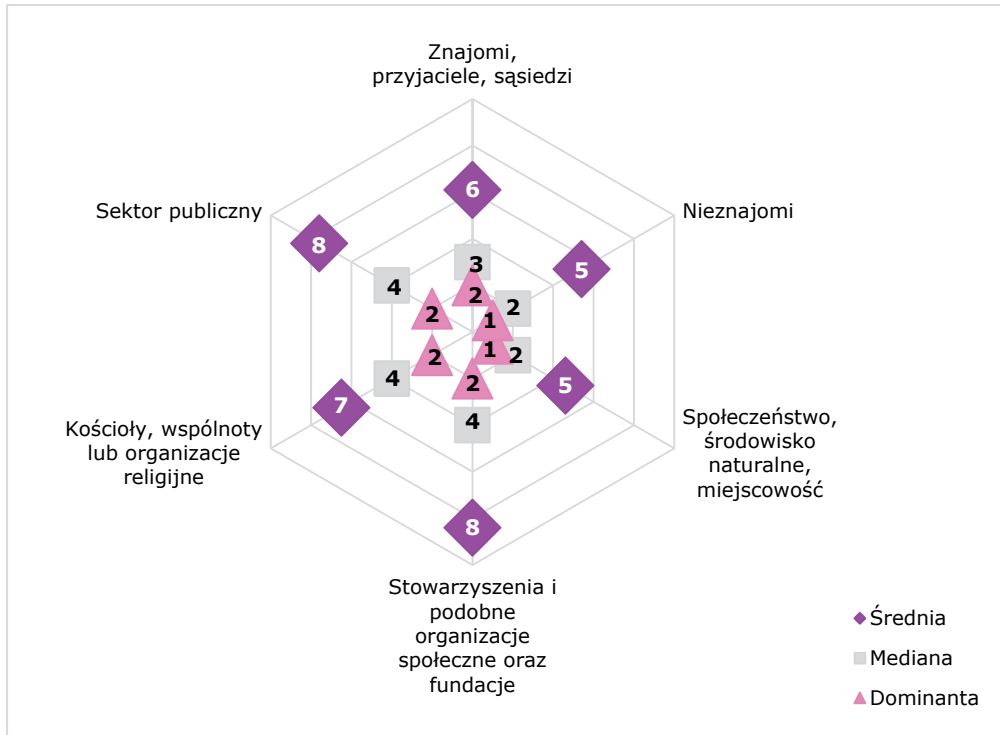 Znajomi,
przyjaciele, sąsiedzi
Sektor publiczny
Nieznajomi
6
8
5
3
4
2
2
2
1
2
1
2
4
2
7
5
4
Kościoły, wspólnoty
lub organizacje
religijne
Społeczeństwo,
środowisko
naturalne,
miejscowość
8
Stowarzyszenia i
podobne
organizacje
społeczne oraz
fundacje
Średnia
Mediana
Dominanta